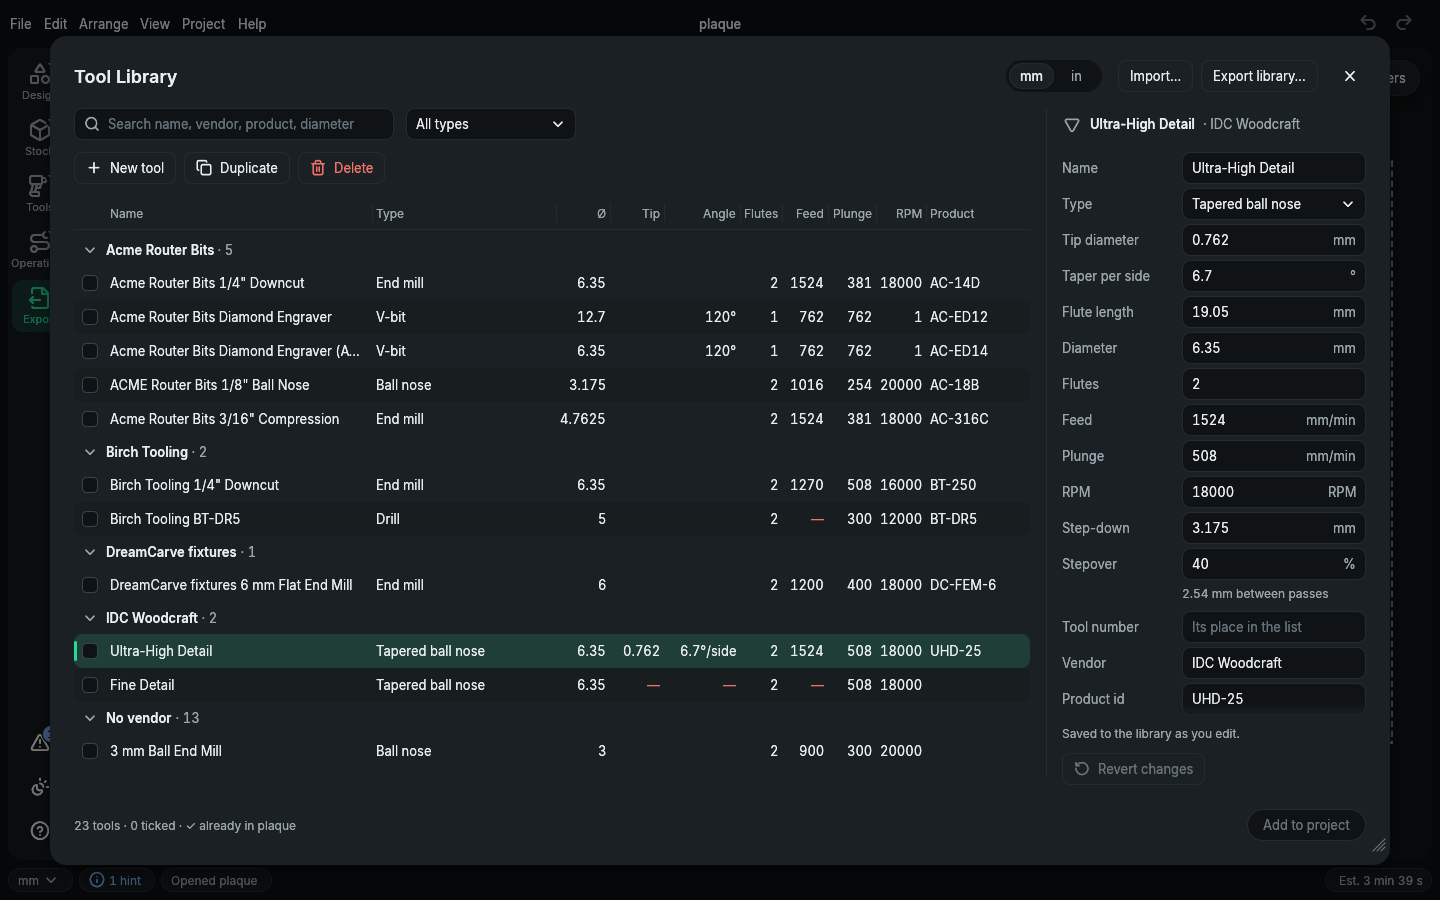 File Edit Arrange View Project Help
plaque
Tool Library
mm in
Import...
Export library...
Search name, vendor, product, diameter
All types
New tool
Duplicate
Delete
Name Type Ø Tip Angle Flutes Feed Plunge RPM Product
Acme Router Bits · 5
Acme Router Bits 1/4" Downcut End mill 6.35 2 1524 381 18000 AC-14D
Acme Router Bits Diamond Engraver V-bit 12.7 120° 1 762 762 1 AC-ED12
Acme Router Bits Diamond Engraver (A... V-bit 6.35 120° 1 762 762 1 AC-ED14
ACME Router Bits 1/8" Ball Nose Ball nose 3.175 2 1016 254 20000 AC-18B
Acme Router Bits 3/16" Compression End mill 4.7625 2 1524 381 18000 AC-316C
Birch Tooling · 2
Birch Tooling 1/4" Downcut End mill 6.35 2 1270 508 16000 BT-250
Birch Tooling BT-DR5 Drill 5 2 — 300 12000 BT-DR5
DreamCarve fixtures · 1
DreamCarve fixtures 6 mm Flat End Mill End mill 6 2 1200 400 18000 DC-FEM-6
IDC Woodcraft · 2
Ultra-High Detail Tapered ball nose 6.35 0.762 6.7°/side 2 1524 508 18000 UHD-25
Fine Detail Tapered ball nose 6.35 — — 2 — 508 18000
No vendor · 13
3 mm Ball End Mill Ball nose 3 2 900 300 20000
23 tools · 0 ticked · ✓ already in plaque
Ultra-High Detail · IDC Woodcraft
Name Ultra-High Detail
Type Tapered ball nose
Tip diameter 0.762 mm
Taper per side 6.7 °
Flute length 19.05 mm
Diameter 6.35 mm
Flutes 2
Feed 1524 mm/min
Plunge 508 mm/min
RPM 18000 RPM
Step-down 3.175 mm
Stepover 40 %
2.54 mm between passes
Tool number Its place in the list
Vendor IDC Woodcraft
Product id UHD-25
Saved to the library as you edit.
Revert changes
Add to project
Desig
Stock
Tools
Operati
Expo
ers
mm
1 hint
Opened plaque
Est. 3 min 39 s